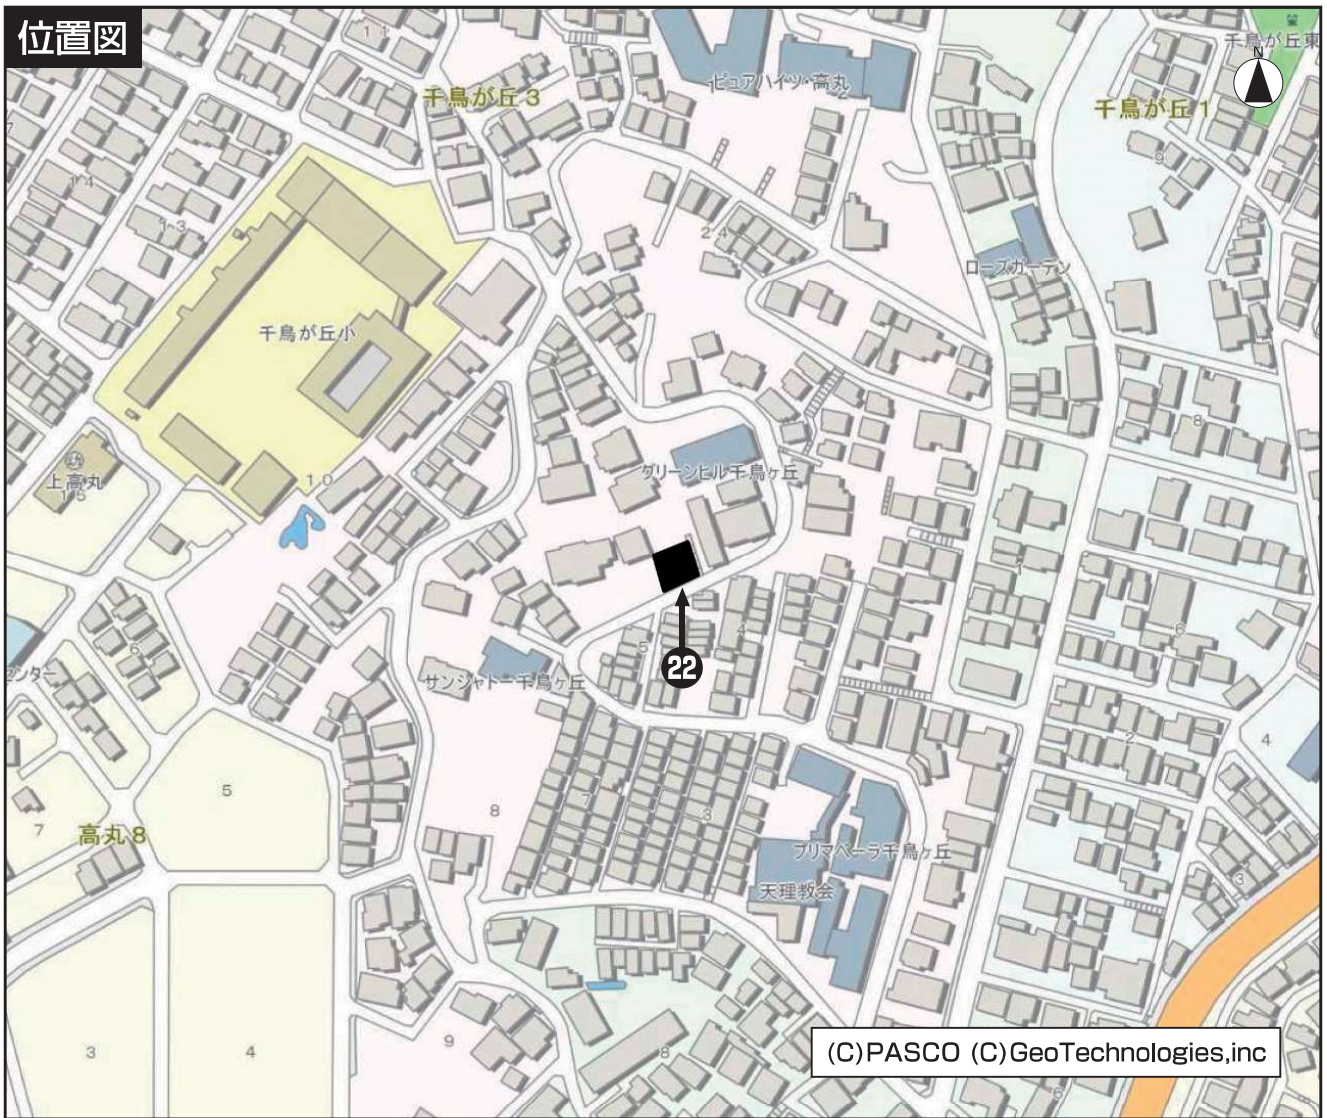 位置図
11
千鳥が丘東
N
ピュアハイツ・高丸
2
千鳥が丘3
千鳥が丘1
9
14
13
24
ローズガーデン
千鳥が丘小
8
グリーンヒル千鳥ヶ丘
上高丸
15
10
4
6
5
6
センター
22
サンシャトー千鳥ヶ丘
2
4
5
7
8
3
7
高丸8
プリマベーラ千鳥ヶ丘
天理教会
3
3
4
9
8
(C)PASCO (C)GeoTechnologies,inc
6